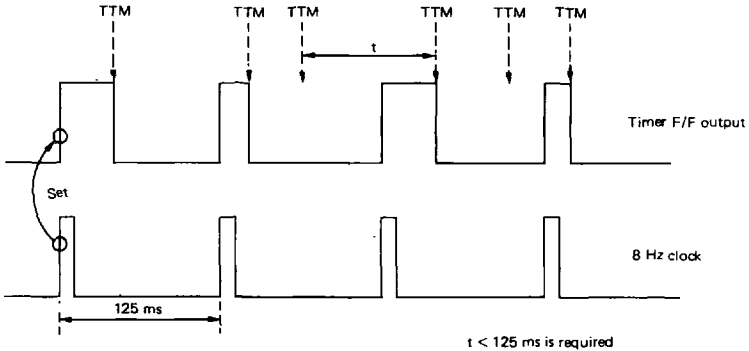 TTM TTM TTM TTM TTM TTM
t
Timer F/F output
Set
8 Hz clock
125 ms
t < 125 ms is required